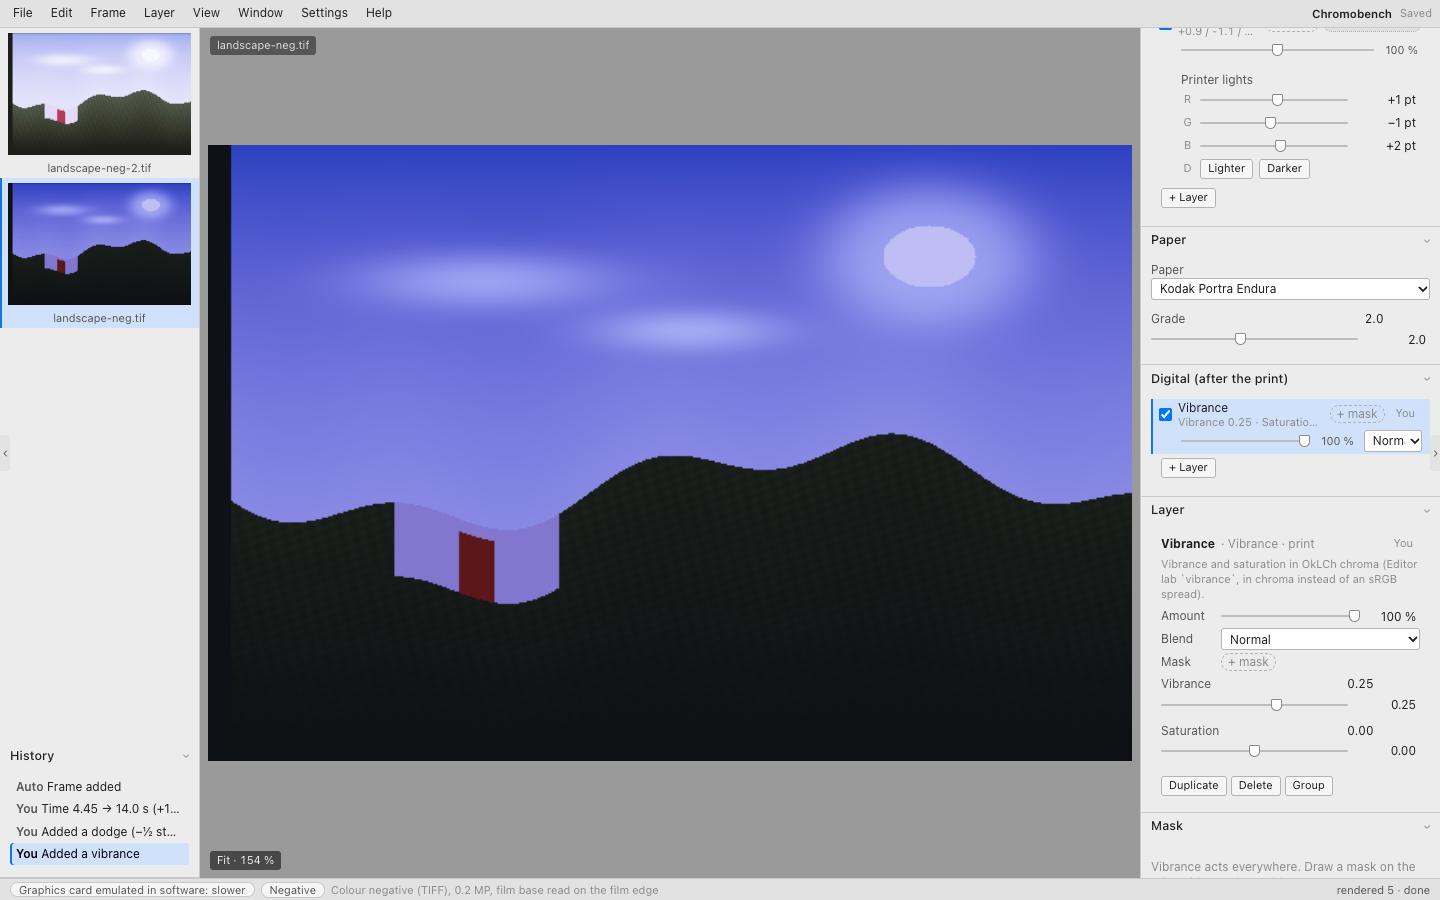 File Edit Frame Layer View Window Settings Help
Chromobench Saved
landscape-neg-2.tif
landscape-neg.tif
History
Auto Frame added
You Time 4.45 → 14.0 s (+1...
You Added a dodge (−½ st...
You Added a vibrance
landscape-neg.tif
Fit · 154 %
+0.9 / -1.1 / ...
100 %
Printer lights
R +1 pt
G −1 pt
B +2 pt
D Lighter Darker
+ Layer
Paper
Paper
Kodak Portra Endura
Grade 2.0
2.0
Digital (after the print)
Vibrance + mask You
Vibrance 0.25 · Saturatio...
100 % Norm
+ Layer
Layer
Vibrance · Vibrance · print You
Vibrance and saturation in OkLCh chroma (Editor
lab `vibrance`, in chroma instead of an sRGB
spread).
Amount 100 %
Blend Normal
Mask + mask
Vibrance 0.25
0.25
Saturation 0.00
0.00
Duplicate Delete Group
Mask
Vibrance acts everywhere. Draw a mask on the
Graphics card emulated in software: slower Negative Colour negative (TIFF), 0.2 MP, film base read on the film edge
rendered 5 · done